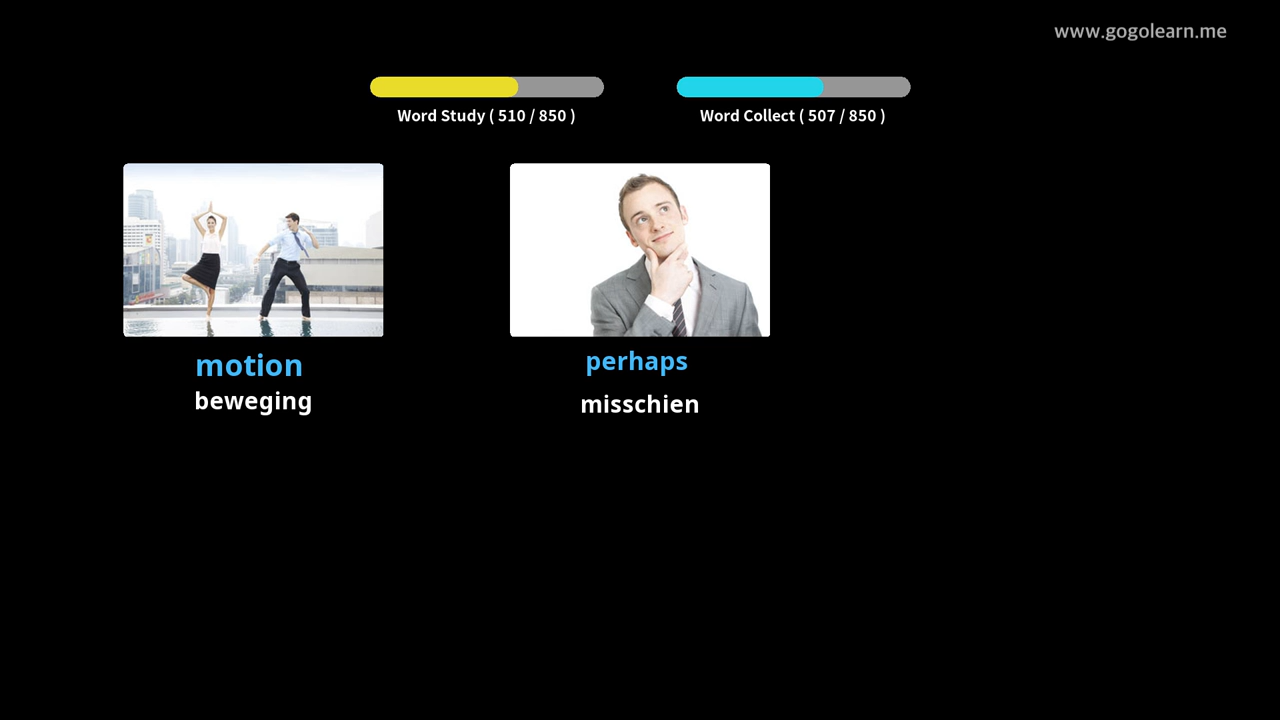 www.gogolearn.me
Word Study ( 510 / 850 )
Word Collect ( 507 / 850 )
motion
beweging
perhaps
misschien